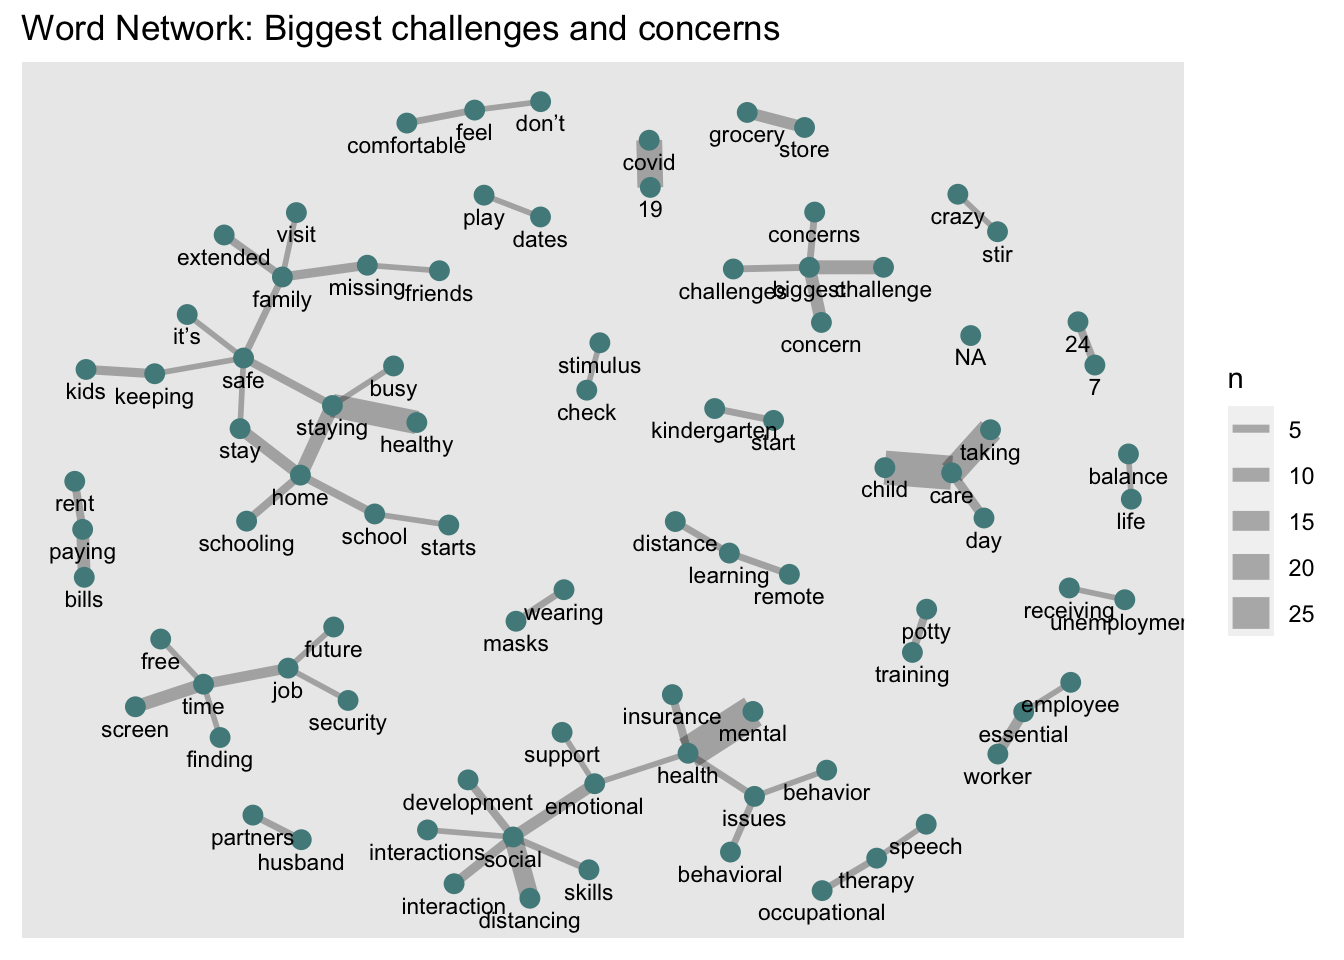 Word Network: Biggest challenges and concerns
don’t
feel
comfortable
grocery
store
covid
19
play
dates
crazy
stir
visit
extended
family
missing
friends
concerns
challenges
biggest
challenge
concern
it’s
safe
kids
keeping
busy
staying
healthy
stay
home
schooling
school
starts
stimulus
check
NA
24
7
kindergarten
start
taking
child
care
day
balance
life
rent
paying
bills
distance
learning
remote
wearing
masks
receiving
unemploymen
potty
training
free
future
job
time
screen
security
finding
insurance
mental
health
support
emotional
development
issues
behavior
behavioral
interactions
social
skills
interaction
distancing
employee
essential
worker
partners
husband
speech
therapy
occupational
n
5
10
15
20
25